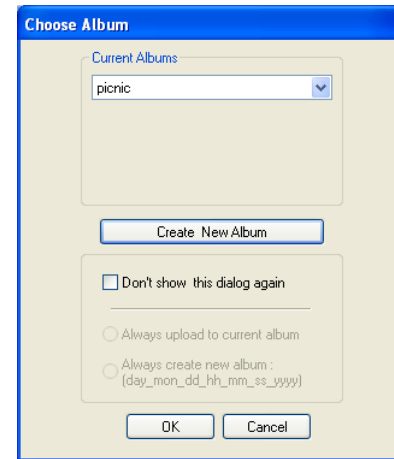 Choose Album
Current Albums
picnic
Create New Album
Don't show this dialog again
Always upload to current album
Always create new album :
(day_mon_dd_hh_mm_ss_yyyy)
OK Cancel